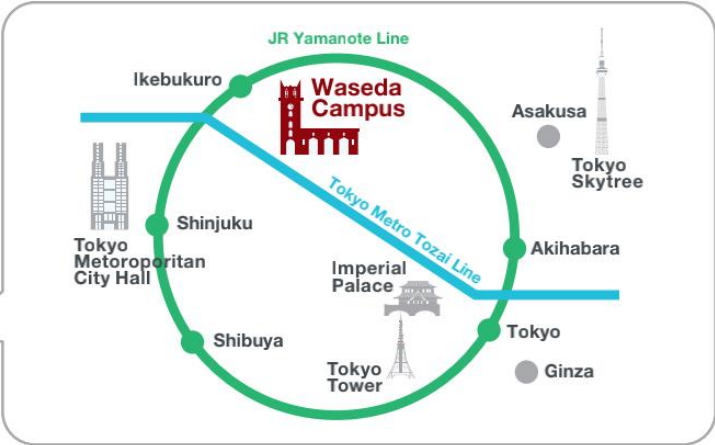 JR Yamanote Line
Ikebukuro
Waseda
Campus
Asakusa
Tokyo
Skytree
Tokyo Metro Tozai Line
Shinjuku
Tokyo
Metoroporitan
City Hall
Akihabara
Imperial
Palace
Shibuya
Tokyo
Tokyo
Tower
Ginza